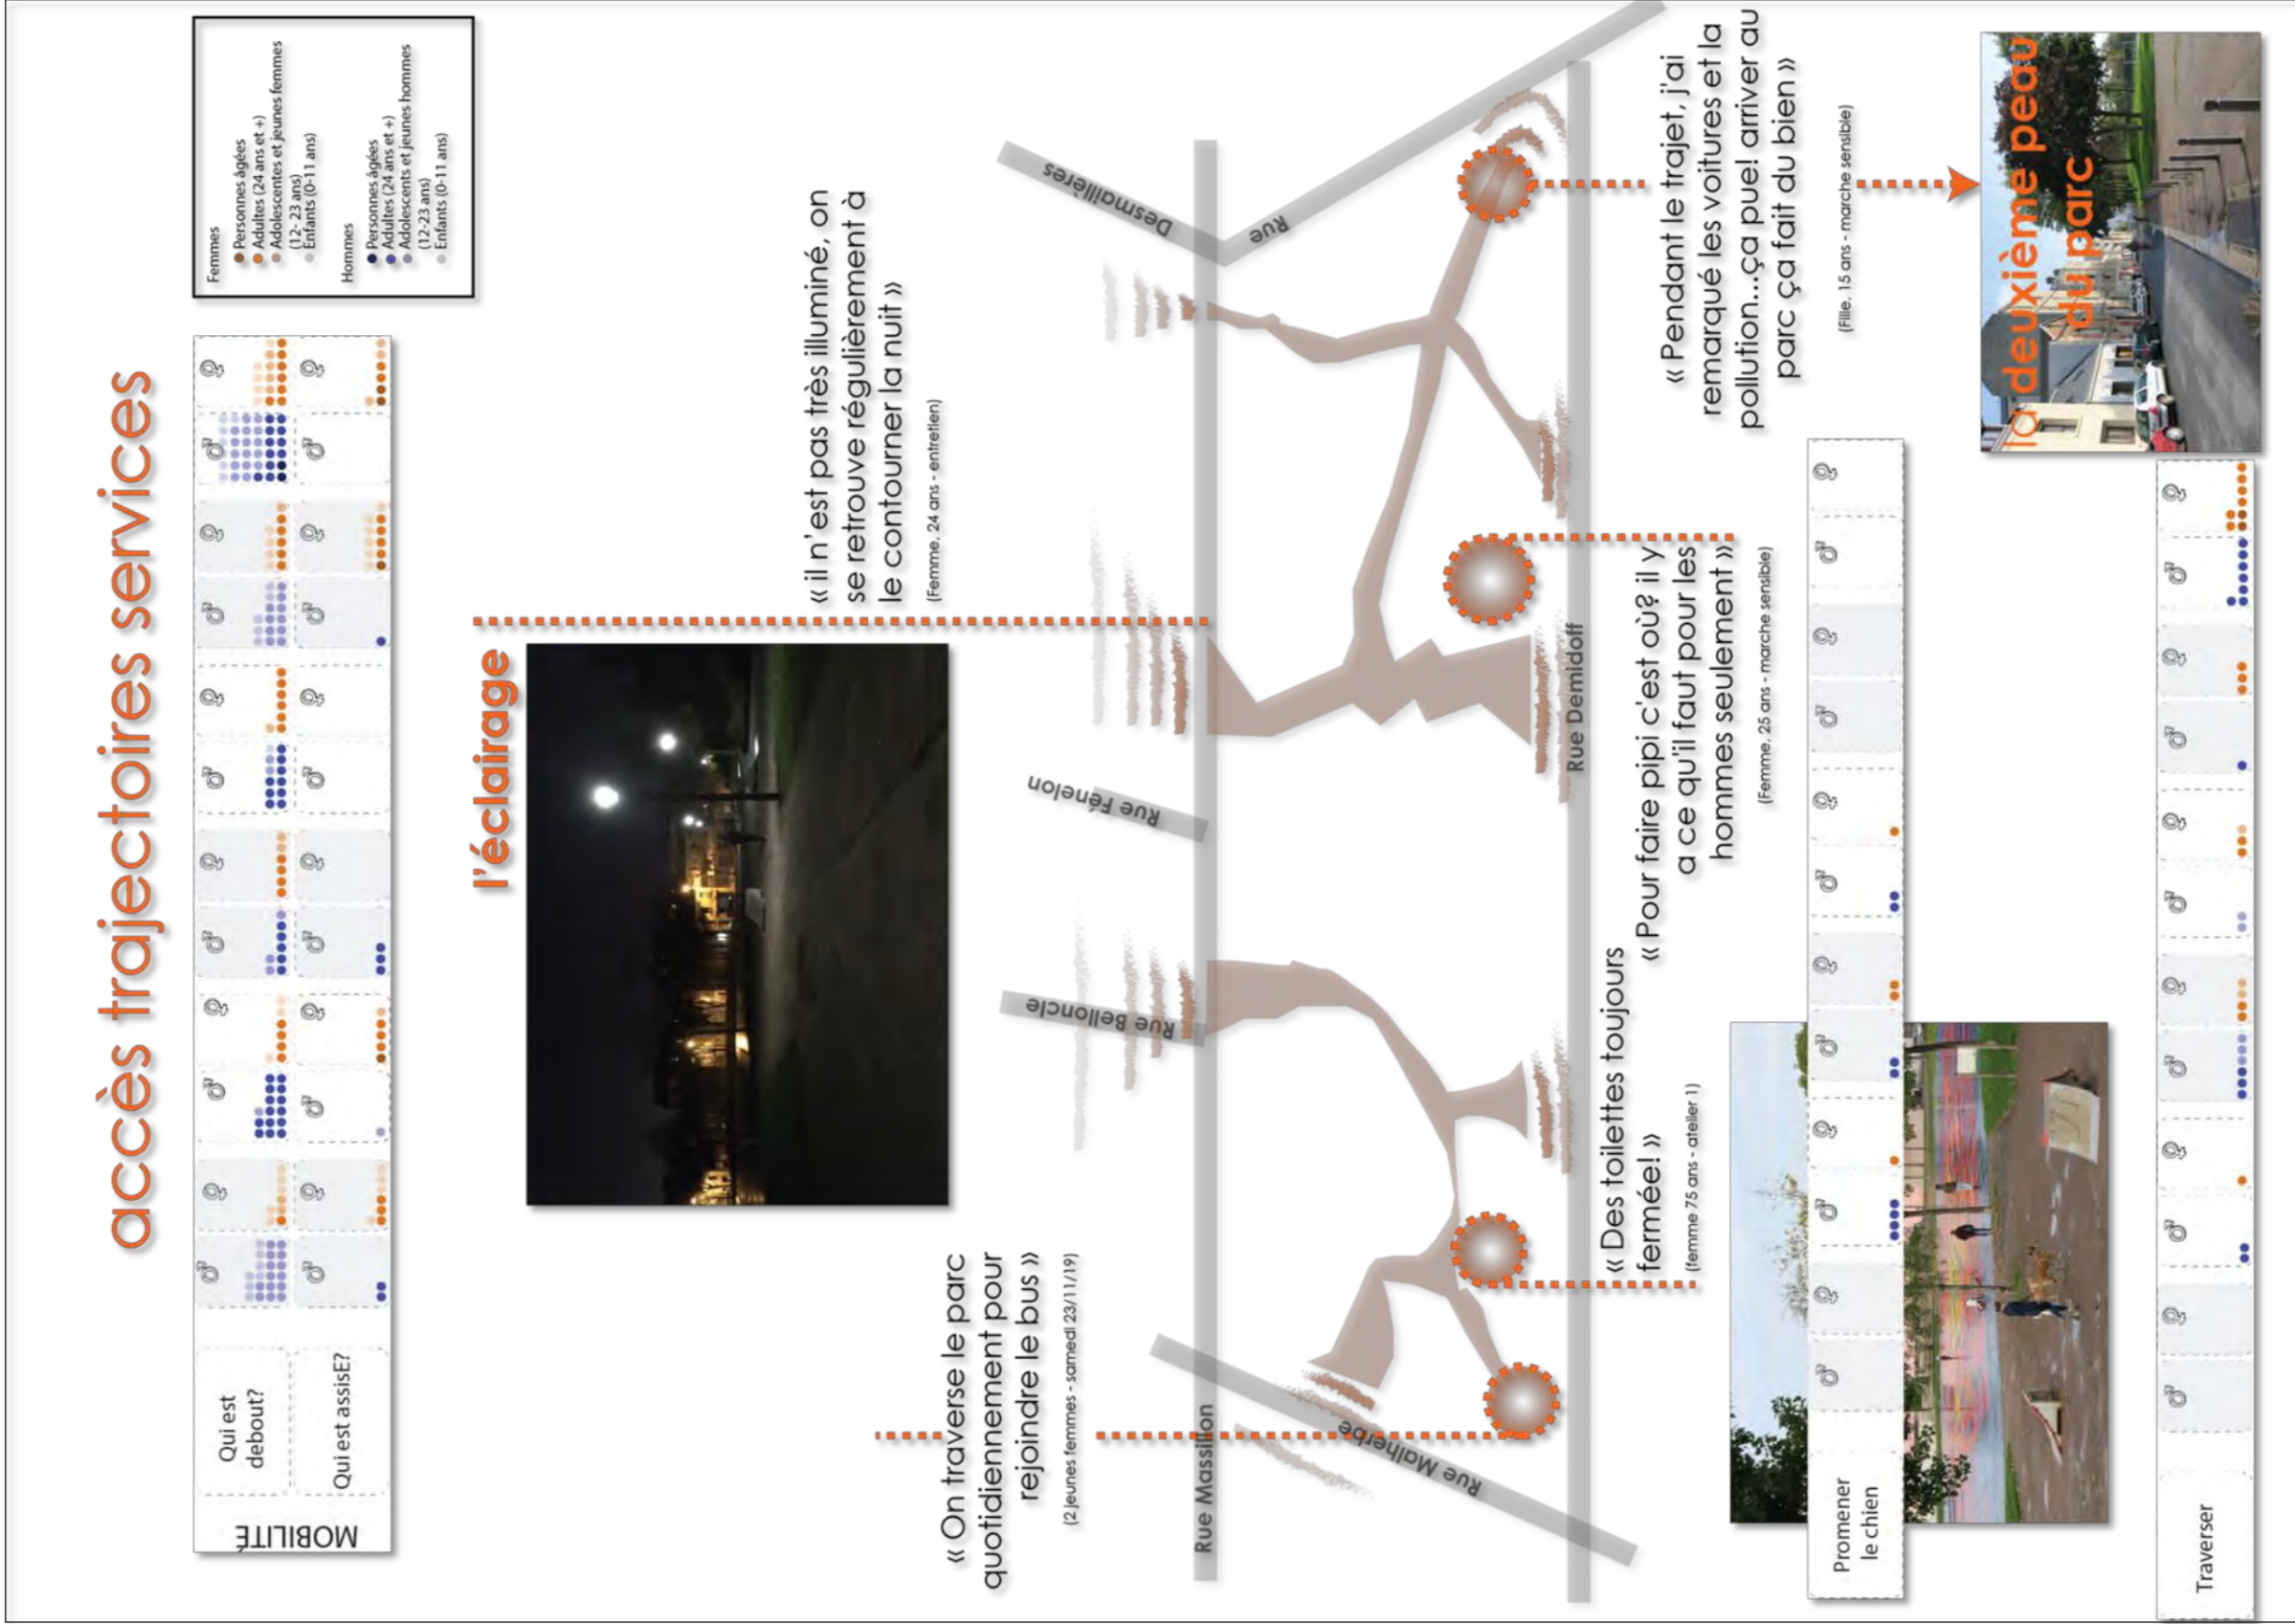 accès trajectoires services
MOBILITÉ
Qui est
debout?
Qui est assisE?
Femmes
Personnes âgées
Adultes (24 ans et +)
Adolescentes et jeunes femmes
(12- 23 ans)
Enfants (0-11 ans)
Hommes
Personnes âgées
Adultes (24 ans et +)
Adolescents et jeunes hommes
(12-23 ans)
Enfants (0-11 ans)
l'éclairage
« il n'est pas très illuminé, on
se retrouve régulièrement à
le contourner la nuit »
(Femme, 24 ans - entretien)
« On traverse le parc
quotidiennement pour
rejoindre le bus »
(2 jeunes femmes - samedi 23/11/19)
Rue Massillon
Rue Malherbe
Rue Belloncle
Rue Fénelon
Rue
Desmaillères
Rue Demidoff
« Des toilettes toujours
fermée! »
(femme 75 ans - atelier 1)
« Pour faire pipi c'est où? il y
a ce qu'il faut pour les
hommes seulement »
(Femme, 25 ans - marche sensible)
« Pendant le trajet, j'ai
remarqué les voitures et la
pollution...ça pue! arriver au
parc ça fait du bien »
(Fille, 15 ans - marche sensible)
Promener
le chien
la deuxième peau
du parc
Traverser